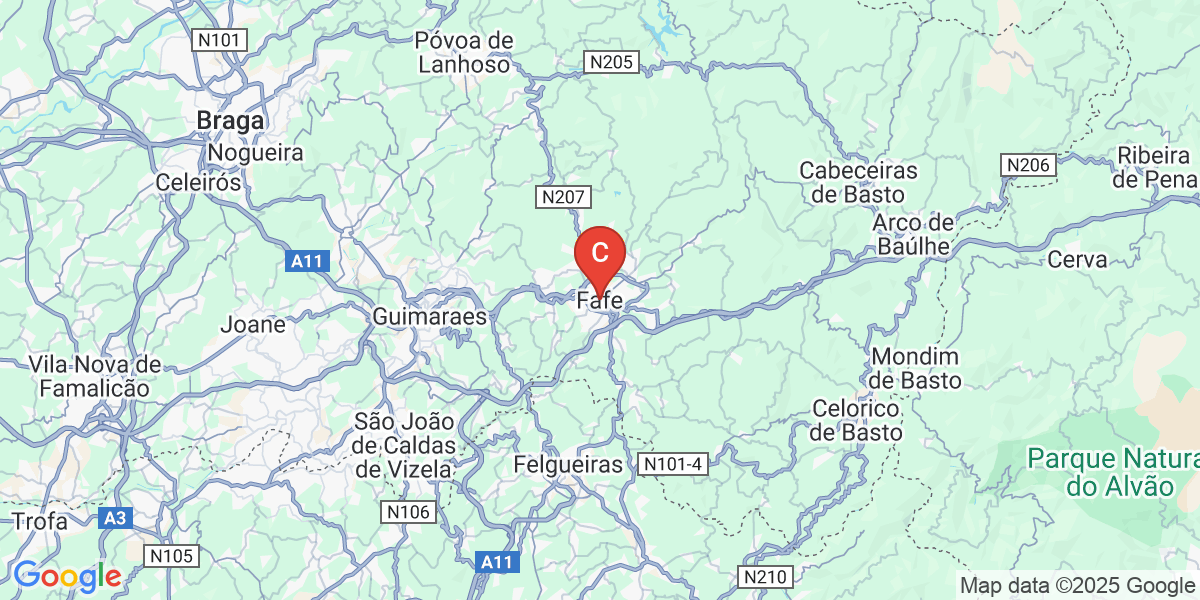 N101
Póvoa de
Lanhoso
N205
Braga
Nogueira
Celeirós
N207
Cabeceiras
de Basto
N206
Ribeira
de Pena
Arco de
Baúlhe
Cerva
A11
C
Fafe
Guimaraes
Joane
Vila Nova de
Famalicão
Mondim
de Basto
São João
de Caldas
de Vizela
Celorico
de Basto
Felgueiras
N101-4
Parque Natura
do Alvão
Trofa
A3
N106
N105
A11
N210
Google
Map data ©2025 Google